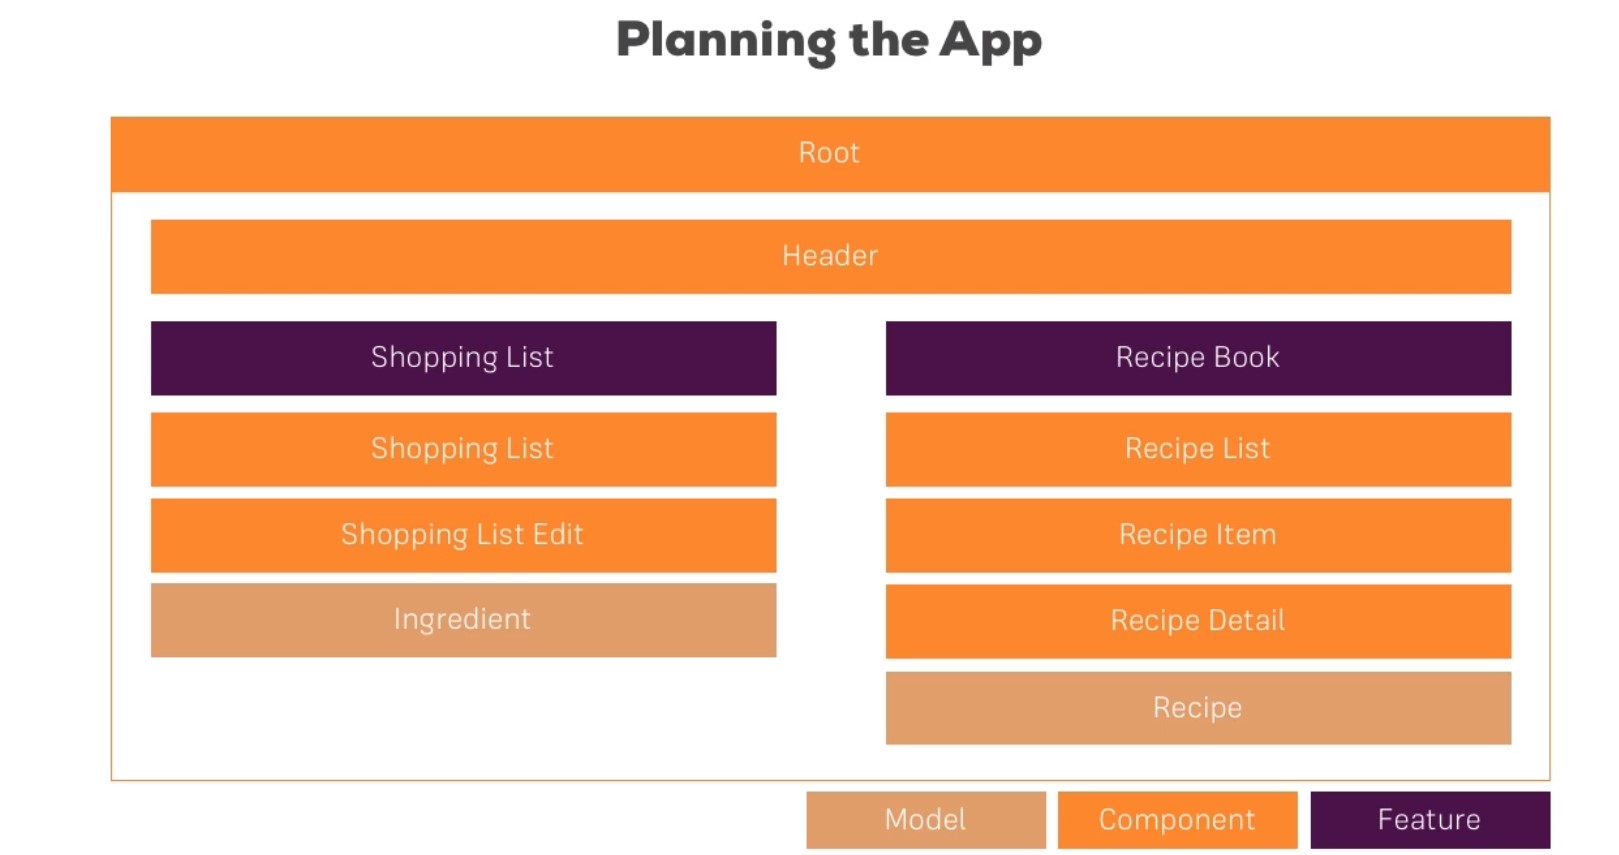 Planning the App
Root
Header
Shopping List
Shopping List
Shopping List Edit
Ingredient
Recipe Book
Recipe List
Recipe Item
Recipe Detail
Recipe
Model
Component
Feature